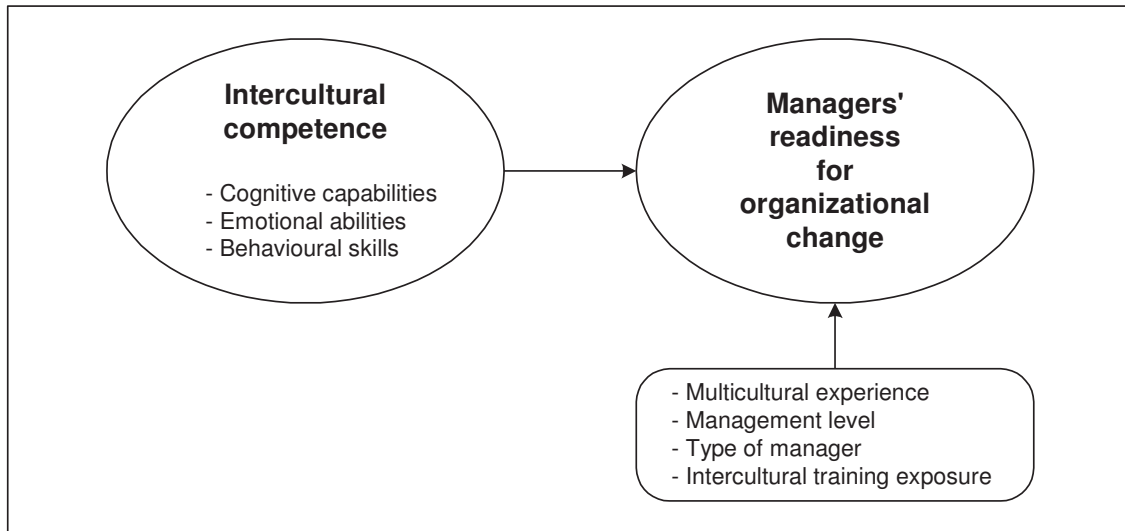 Intercultural
competence
- Cognitive capabilities
- Emotional abilities
- Behavioural skills
Managers'
readiness
for
organizational
change
- Multicultural experience
- Management level
- Type of manager
- Intercultural training exposure